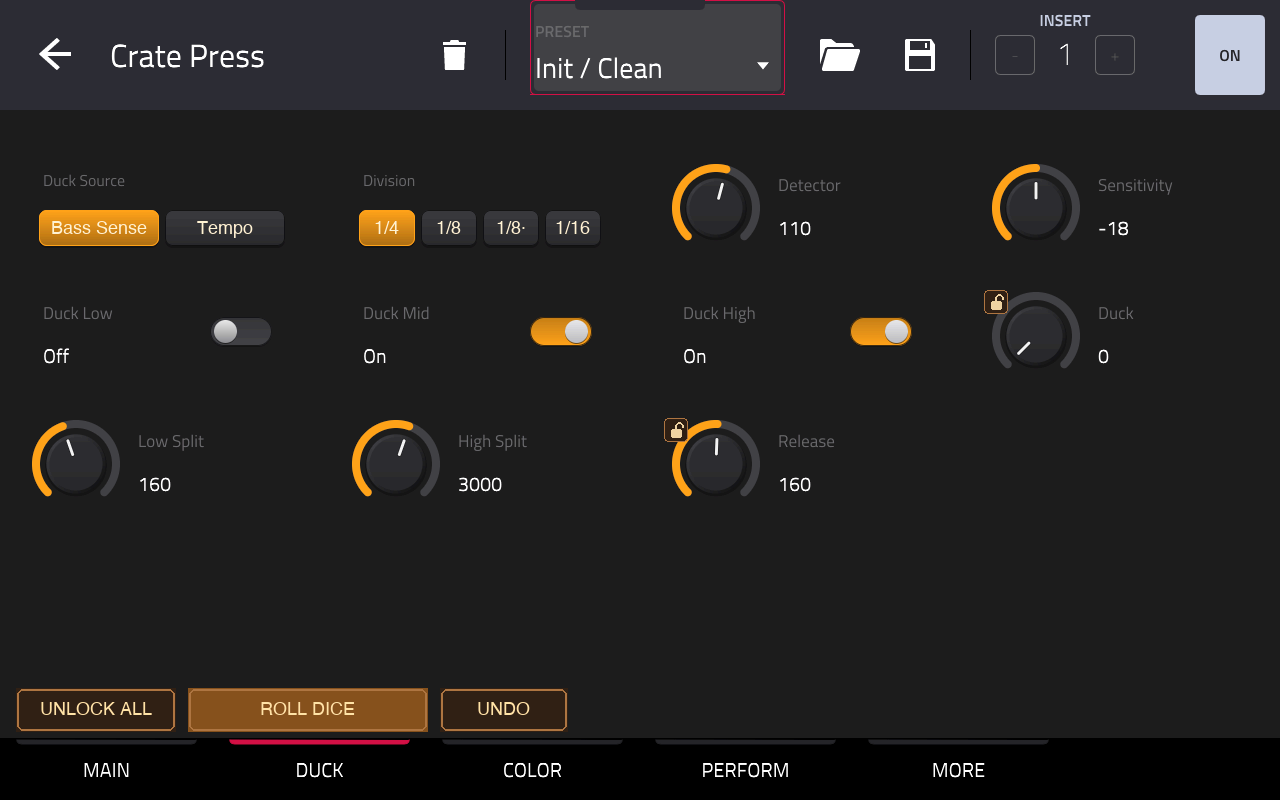 Crate Press
PRESET
Init / Clean
INSERT
- 1 +
ON
Duck Source
Bass Sense Tempo
Division
1/4 1/8 1/8· 1/16
Detector
110
Sensitivity
-18
Duck Low
Off
Duck Mid
On
Duck High
On
Duck
0
Low Split
160
High Split
3000
Release
160
UNLOCK ALL ROLL DICE UNDO
MAIN DUCK COLOR PERFORM MORE